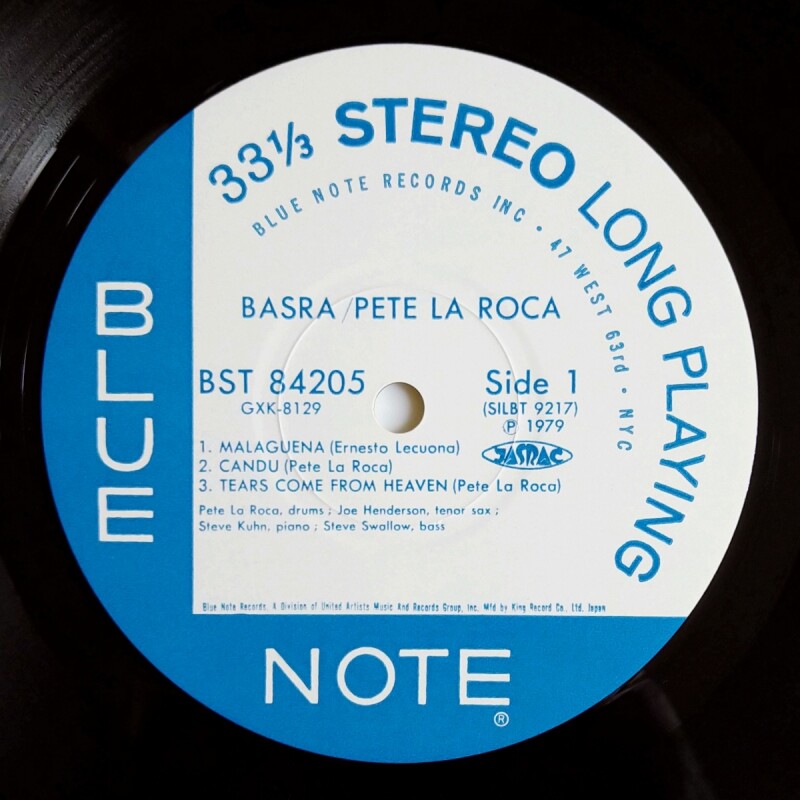 33⅓ STEREO LONG PLAYING
BLUE NOTE RECORDS INC • 47 WEST 63rd • NYC
BASRA/PETE LA ROCA
BST 84205
Side 1
GXK-8129
(SILBT 9217)
℗ 1979
1. MALAGUENA (Ernesto Lecuona)
JASRAC
2. CANDU (Pete La Roca)
3. TEARS COME FROM HEAVEN (Pete La Roca)
Pete La Roca, drums ; Joe Henderson, tenor sax ;
Steve Kuhn, piano ; Steve Swallow, bass
Blue Note Records. A Division of United Artists Music And Records Group, Inc. Mfd by King Record Co., Ltd. Japan
BLUE
NOTE
®